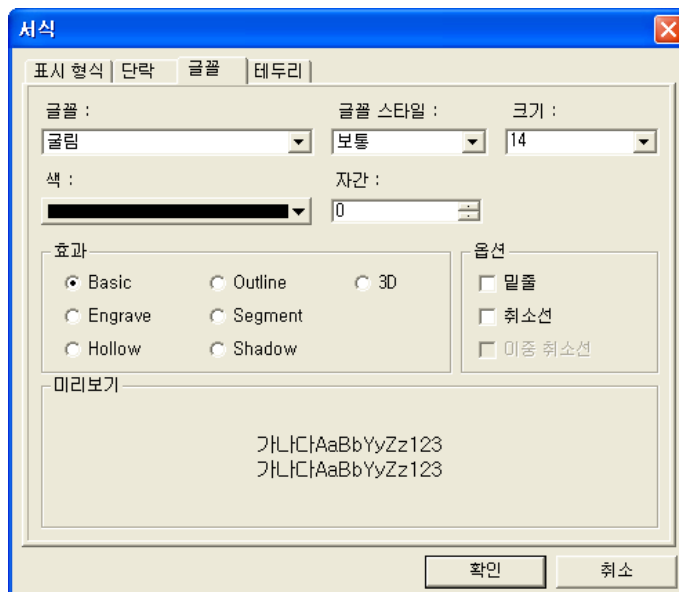 서식
표시 형식 단락 글꼴 테두리
글꼴 : 글꼴 스타일 : 크기 :
굴림 보통 14
색 : 자간 :
0
효과 옵션
Basic Outline 3D 밑줄
Engrave Segment 취소선
Hollow Shadow 이중 취소선
미리보기
가나다AaBbYyZz123
가나다AaBbYyZz123
확인 취소